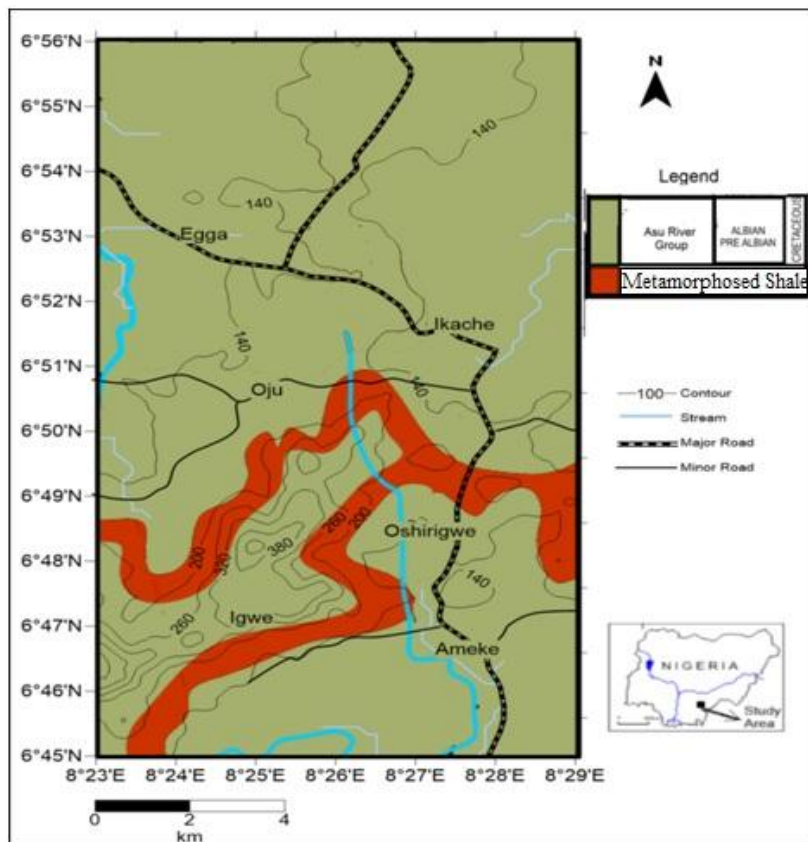 6°56'N
6°55'N
6°54'N
6°53'N
6°52'N
6°51'N
6°50'N
6°49'N
6°48'N
6°47'N
6°46'N
6°45'N
8°23'E 8°24'E 8°25'E 8°26'E 8°27'E 8°28'E 8°29'E
140
140
Egga
Ikache
140
Oju
140
260
200
Oshirigwe
200
320
380
140
Igwe
260
Ameke
0 2 4
km
N
Legend
Asu River
Group
ALBIAN
PRE ALBIAN
CRETACEOUS
Metamorphosed Shale
100 Contour
Stream
Major Road
Minor Road
NIGERIA
Study
Area